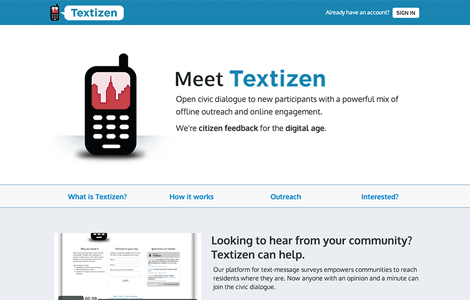 Textizen
Already have an account? SIGN IN
Meet Textizen
Open civic dialogue to new participants with a powerful mix of
offline outreach and online engagement.
We're citizen feedback for the digital age.
What is Textizen? How it works Outreach Interested?
Looking to hear from your community?
Textizen can help.
Our platform for text-message surveys empowers communities to reach
residents where they are. Now anyone with an opinion and a minute can
join the civic dialogue.